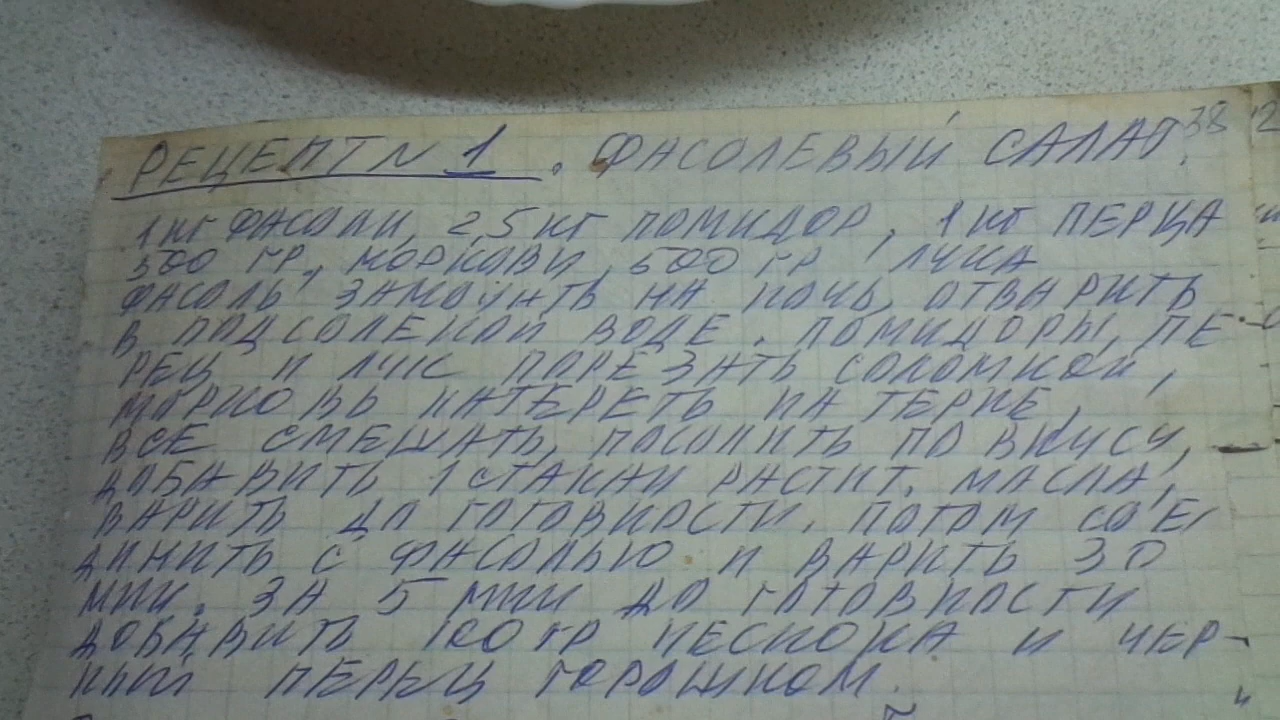 РЕЦЕПТ N 1. ФАСОЛЕВЫЙ САЛАТ. 38
1 КГ ФАСОЛИ, 2,5 КГ ПОМИДОР, 1 КГ ПЕРЦА
500 ГР, МОРКОВИ, 500 ГР ЛУКА
ФАСОЛЬ ЗАМОЧИТЬ НА НОЧЬ, ОТВАРИТЬ
В ПОДСОЛЕНОЙ ВОДЕ. ПОМИДОРЫ, ПЕ
РЕЦ И ЛУК ПОРЕЗАТЬ СОЛОМКОЙ,
МОРКОВЬ НАТЕРЕТЬ НА ТЕРКЕ,
ВСЕ СМЕШАТЬ, ПОСОЛИТЬ ПО ВКУСУ,
ДОБАВИТЬ 1 СТАКАН РАСТИТ. МАСЛА,
ВАРИТЬ ДО ГОТОВНОСТИ. ПОТОМ СОЕ
ДИНИТЬ С ФАСОЛЬЮ И ВАРИТЬ 30
МИН. ЗА 5 МИН ДО ГОТОВНОСТИ
ДОБАВИТЬ 100 ГР ПЕСКОКА И ЧЕР-
НЫЙ ПЕРЕЦ ГОРОШКОМ.